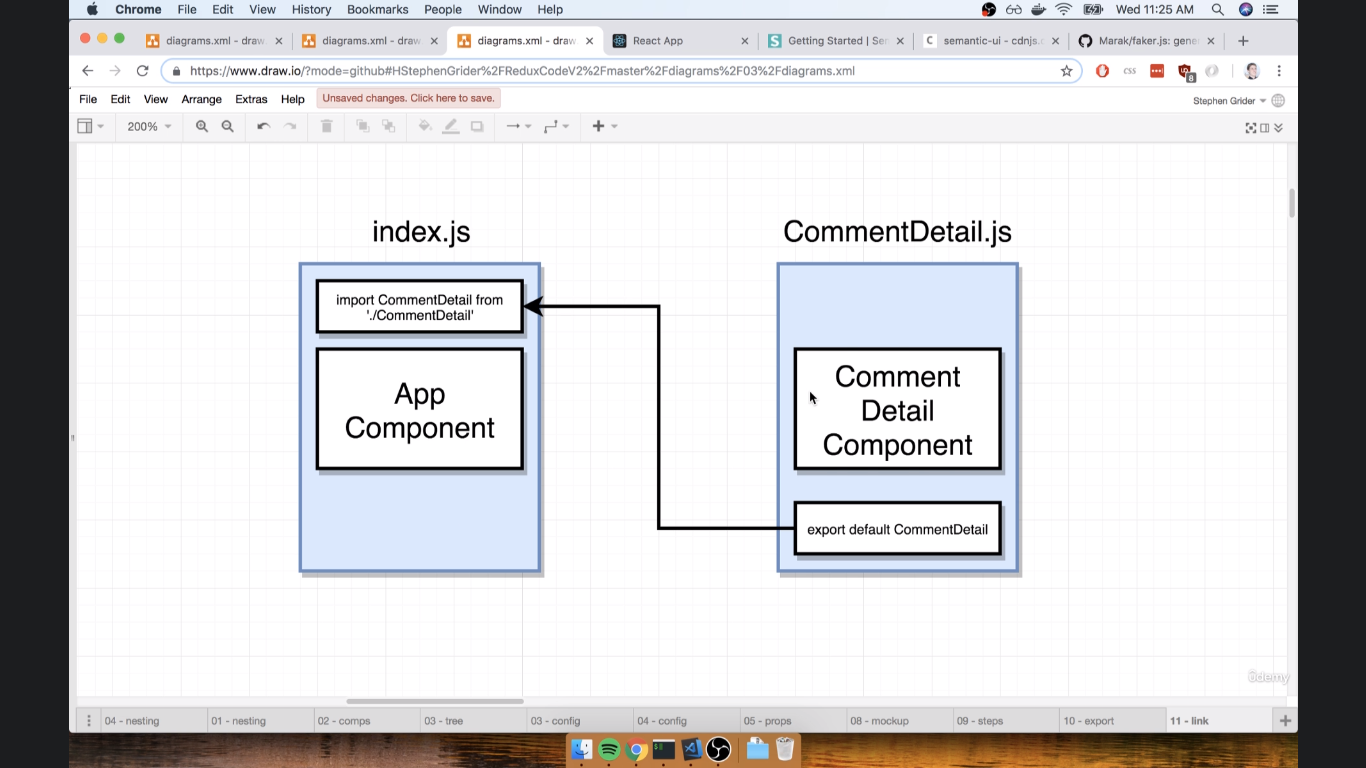 Chrome File Edit View History Bookmarks People Window Help Wed 11:25 AM
diagrams.xml - draw. diagrams.xml - draw diagrams.xml - draw React App Getting Started | Sem semantic-ui - cdnjs.c Marak/faker.js: gene
https://www.draw.io/?mode=github#HStephenGrider%2FReduxCodeV2%2Fmaster%2Fdiagrams%2F03%2Fdiagrams.xml
CSS
8
File Edit View Arrange Extras Help Unsaved changes. Click here to save. Stephen Grider
200%
index.js
CommentDetail.js
import CommentDetail from
'./CommentDetail'
App
Component
Comment
Detail
Component
export default CommentDetail
ûdemy
04 - nesting 01 - nesting 02 - comps 03 - tree 03 - config 04 - config 05 - props 08 - mockup 09 - steps 10 - export 11 - link